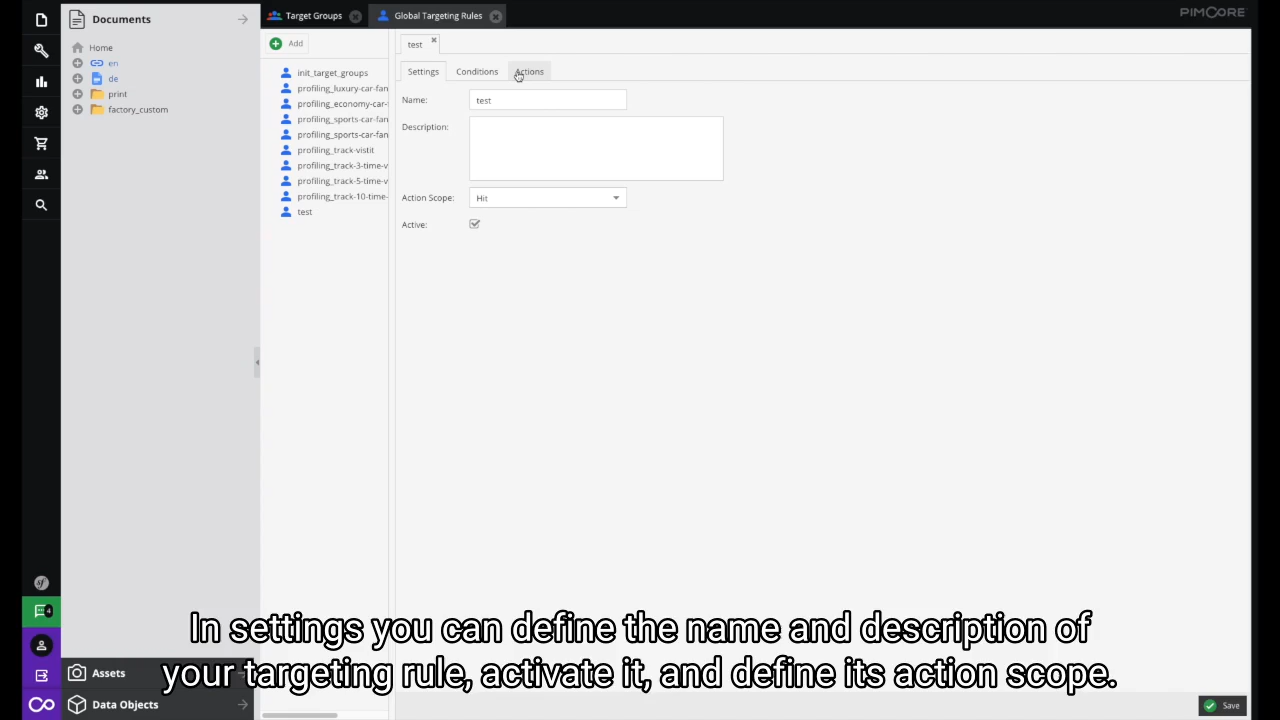 Documents
Home
en
de
print
factory_custom
Assets
Data Objects
4
Target Groups
Global Targeting Rules
PIMCORE
Add
init_target_groups
profiling_luxury-car-fan
profiling_economy-car-
profiling_sports-car-fan
profiling_sports-car-fan
profiling_track-vistit
profiling_track-3-time-v
profiling_track-5-time-v
profiling_track-10-time-
test
test
Settings Conditions Actions
Name: test
Description:
Action Scope: Hit
Active:
Save
In settings you can define the name and description of
your targeting rule, activate it, and define its action scope.